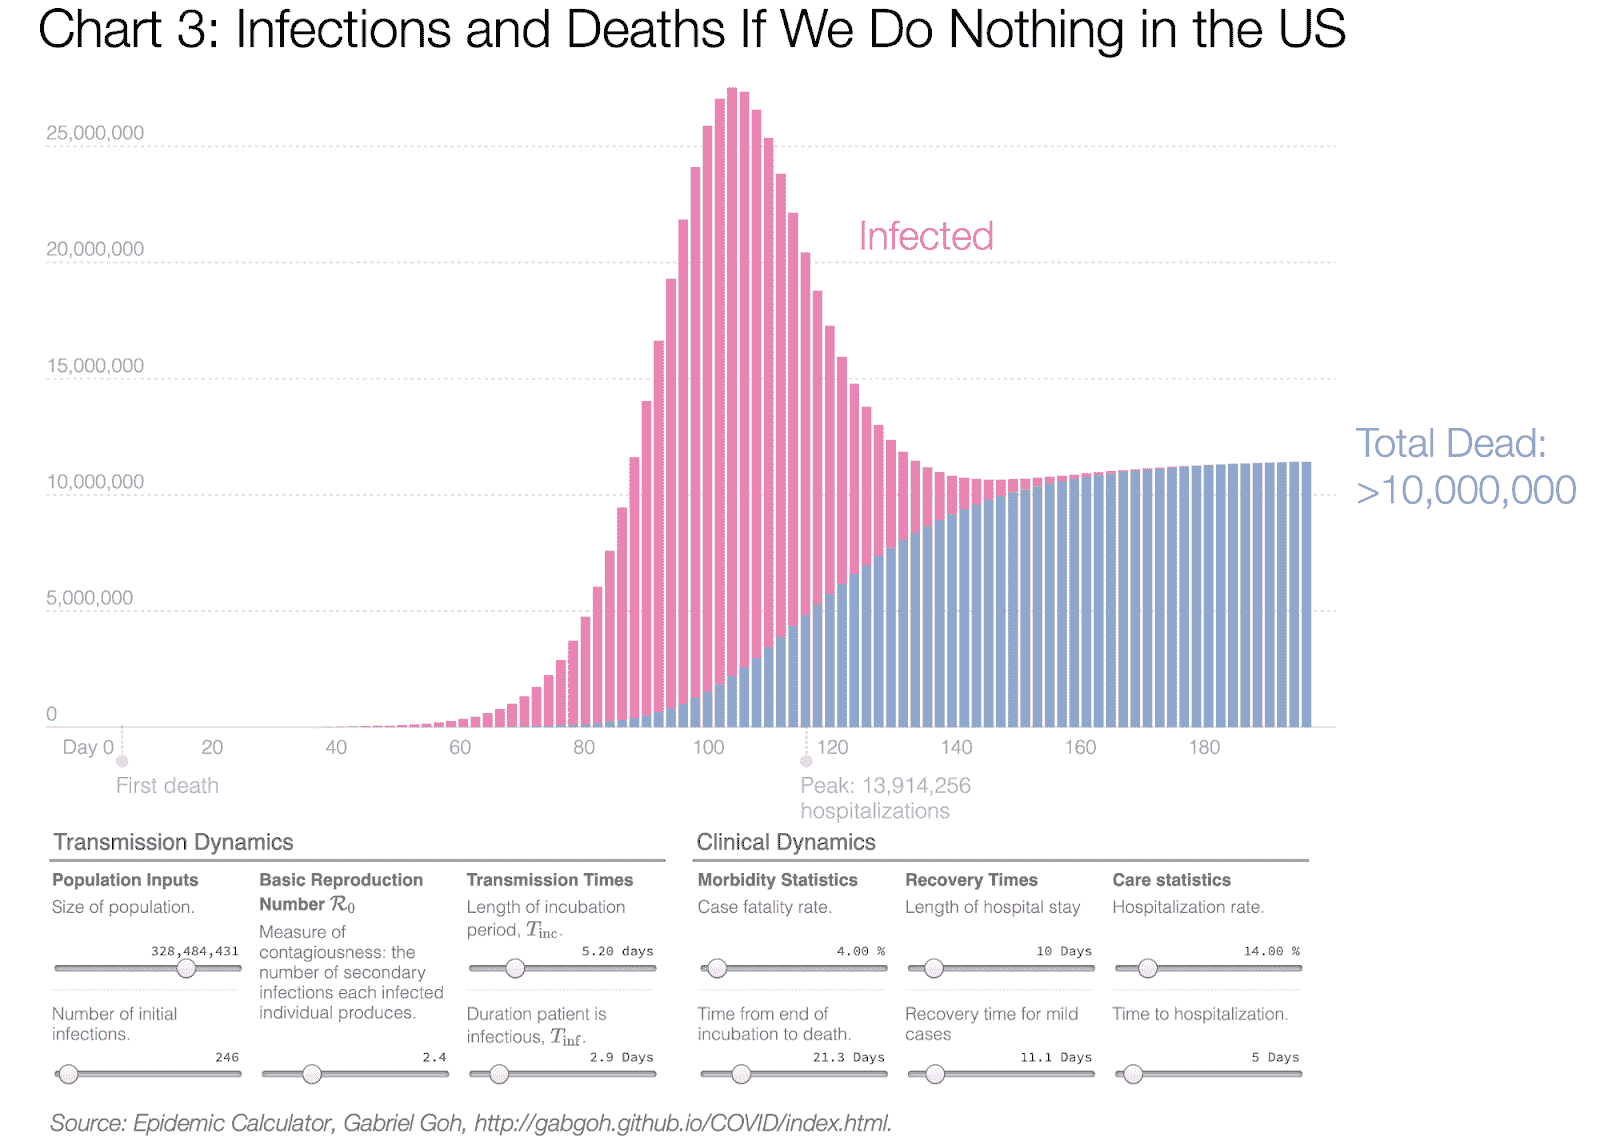 Chart 3: Infections and Deaths If We Do Nothing in the US
25,000,000
20,000,000
15,000,000
10,000,000
5,000,000
0
Infected
Total Dead:
>10,000,000
Day 0 20 40 60 80 100 120 140 160 180
First death
Peak: 13,914,256
hospitalizations
Transmission Dynamics
Population Inputs
Size of population.
328,484,431
Number of initial
infections.
246
Basic Reproduction
Number R₀
Measure of
contagiousness: the
number of secondary
infections each infected
individual produces.
2.4
Transmission Times
Length of incubation
period, Tinc.
5.20 days
Duration patient is
infectious, Tinf.
2.9 Days
Clinical Dynamics
Morbidity Statistics
Case fatality rate.
4.00 %
Time from end of
incubation to death.
21.3 Days
Recovery Times
Length of hospital stay
10 Days
Recovery time for mild
cases
11.1 Days
Care statistics
Hospitalization rate.
14.00 %
Time to hospitalization.
5 Days
Source: Epidemic Calculator, Gabriel Goh, http://gabgoh.github.io/COVID/index.html.